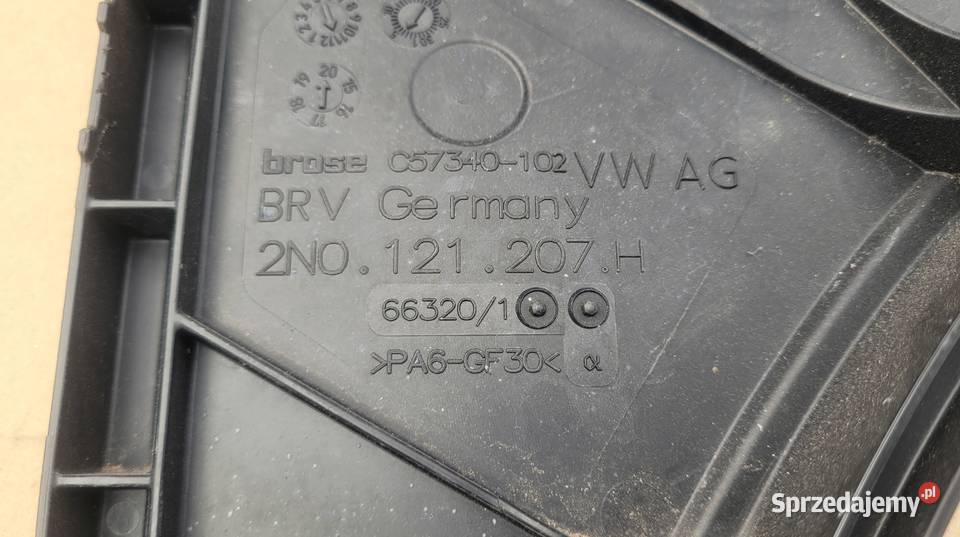 brose C57340-102 VW AG
BRV Germany
2N0.121.207.H
66320/1
>PA6-GF30< α
Sprzedajemy.pl